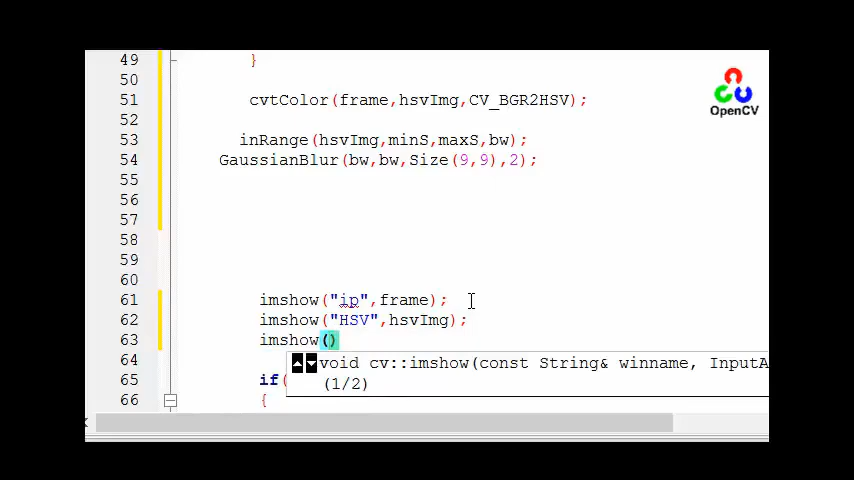 49 }
50
51 cvtColor(frame,hsvImg,CV_BGR2HSV);
OpenCV
52
53 inRange(hsvImg,minS,maxS,bw);
54 GaussianBlur(bw,bw,Size(9,9),2);
55
56
57
58
59
60
61 imshow("ip",frame);
62 imshow("HSV",hsvImg);
63 imshow()
64 void cv::imshow(const String& winname, InputA
65 if( (1/2)
66 {